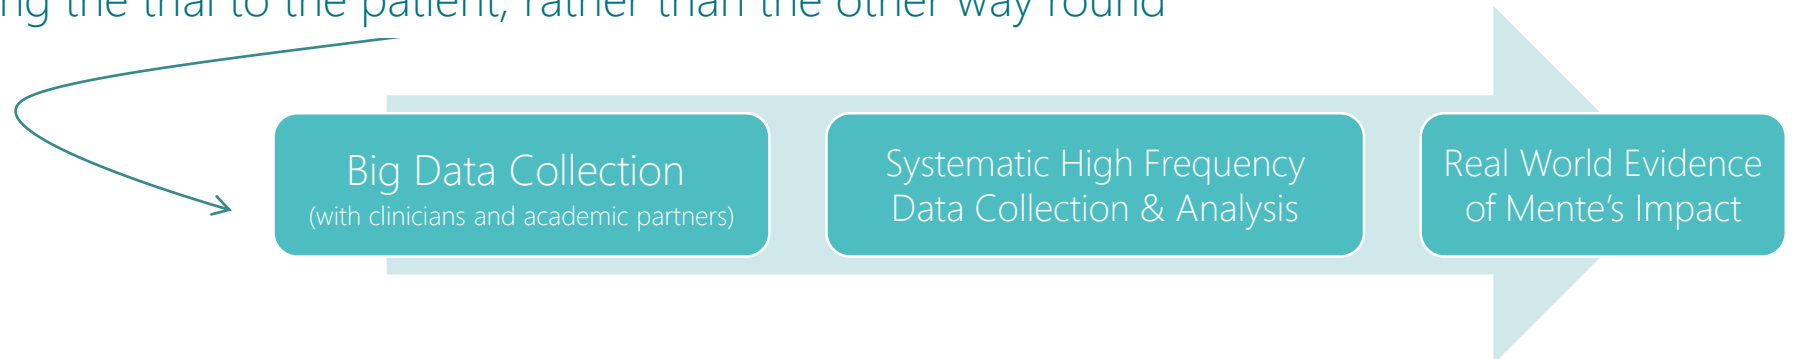 ng the trial to the patient, rather than the other way round
Big Data Collection
(with clinicians and academic partners)
Systematic High Frequency
Data Collection & Analysis
Real World Evidence
of Mente’s Impact